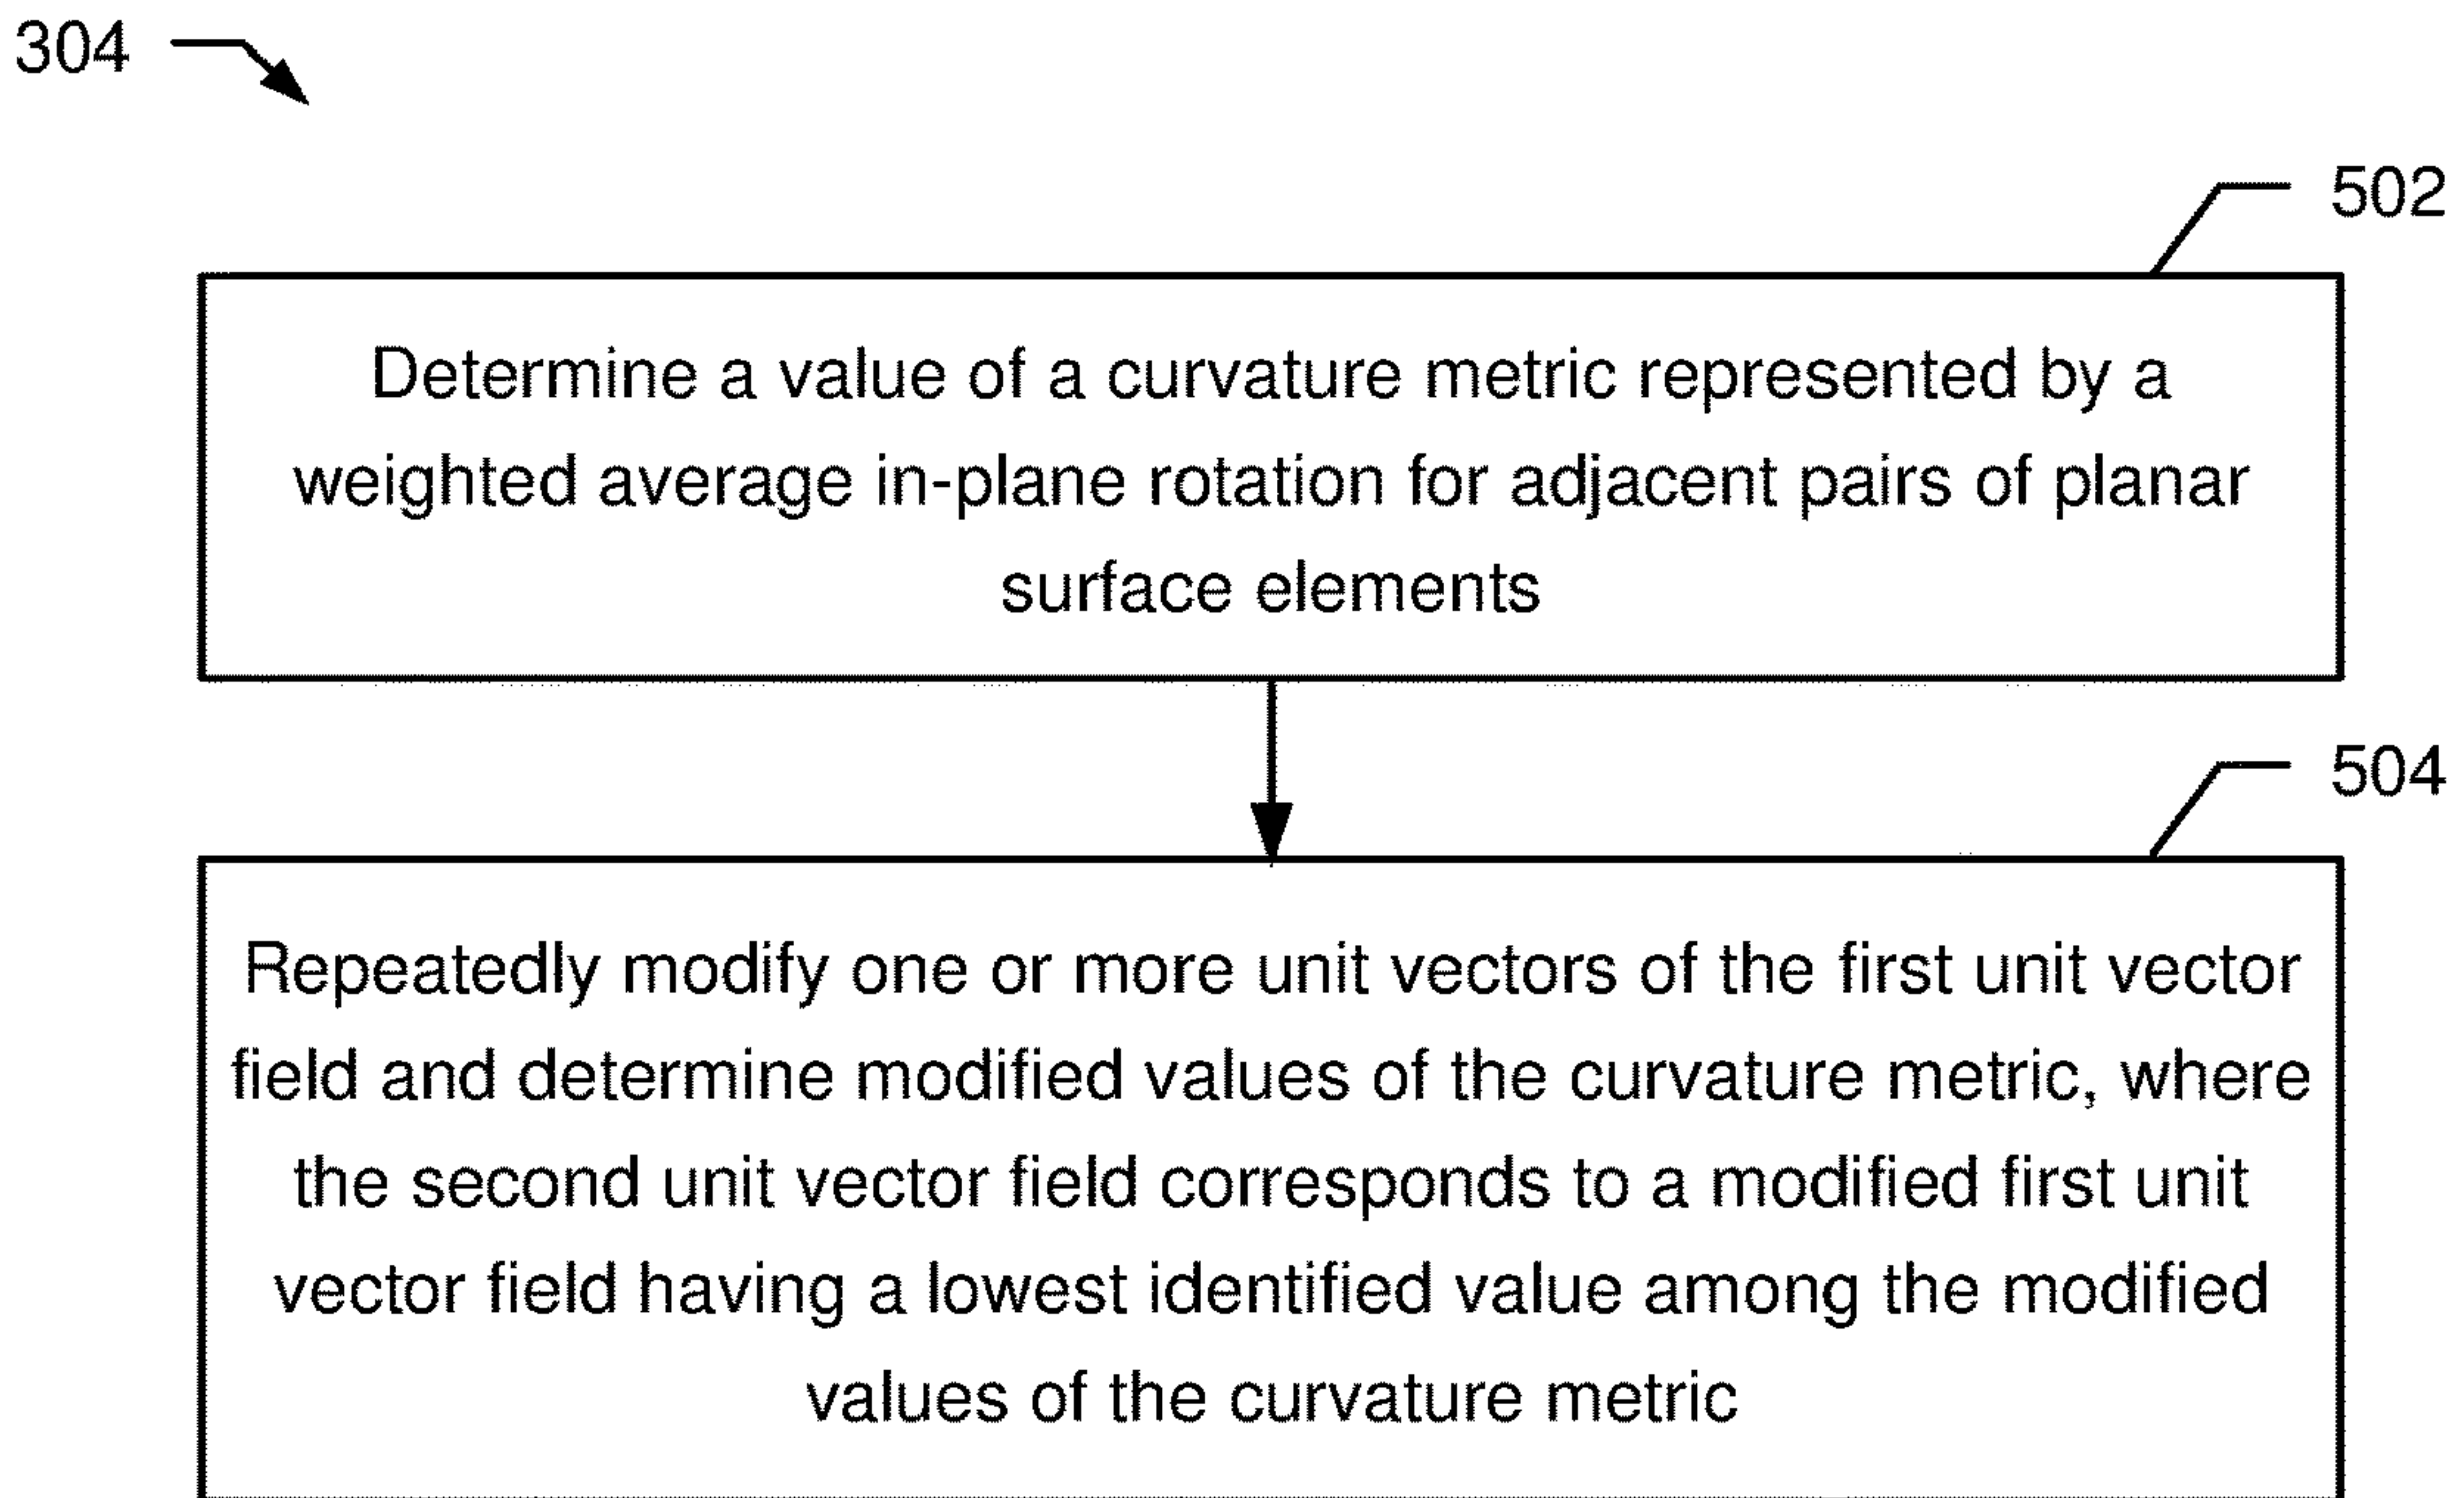 304
502
Determine a value of a curvature metric represented by a
weighted average in-plane rotation for adjacent pairs of planar
surface elements
504
Repeatedly modify one or more unit vectors of the first unit vector
field and determine modified values of the curvature metric, where
the second unit vector field corresponds to a modified first unit
vector field having a lowest identified value among the modified
values of the curvature metric